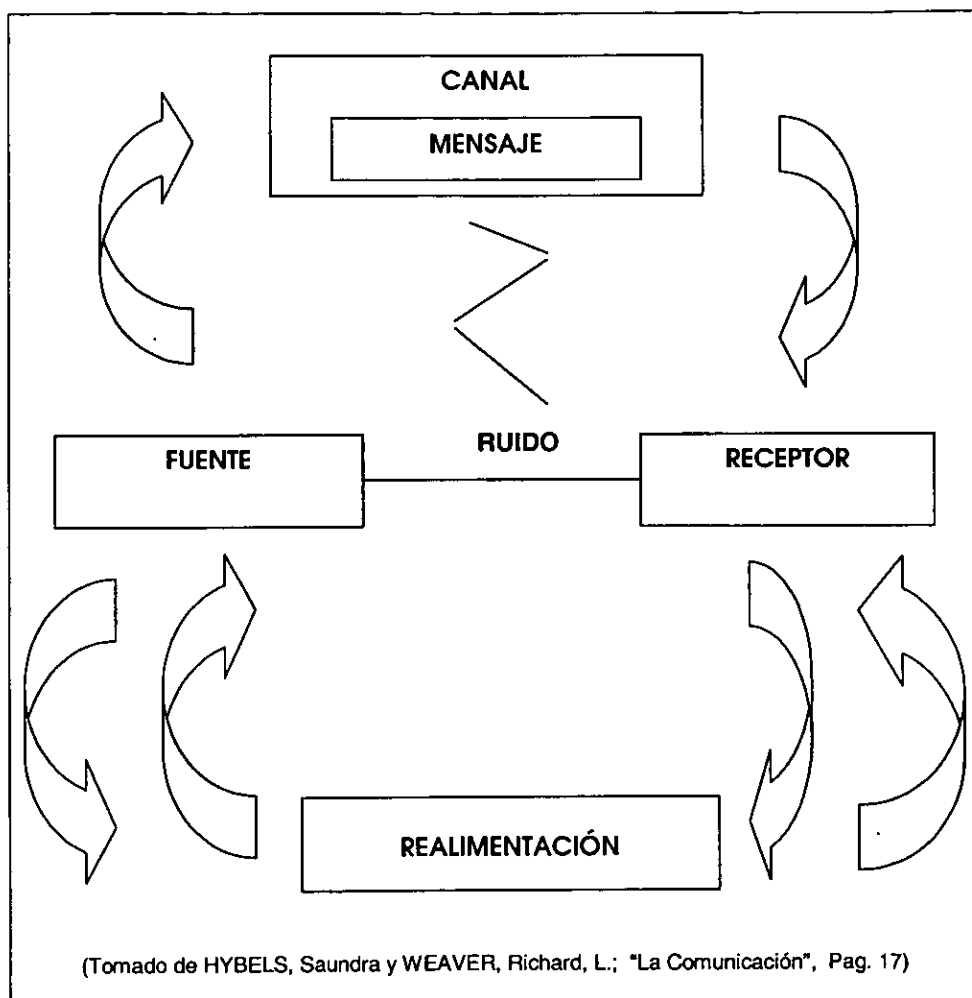 CANAL
MENSAJE
FUENTE
RUIDO
RECEPTOR
REALIMENTACIÓN
(Tomado de HYBELS, Saundra y WEAVER, Richard, L.; "La Comunicación", Pag. 17)